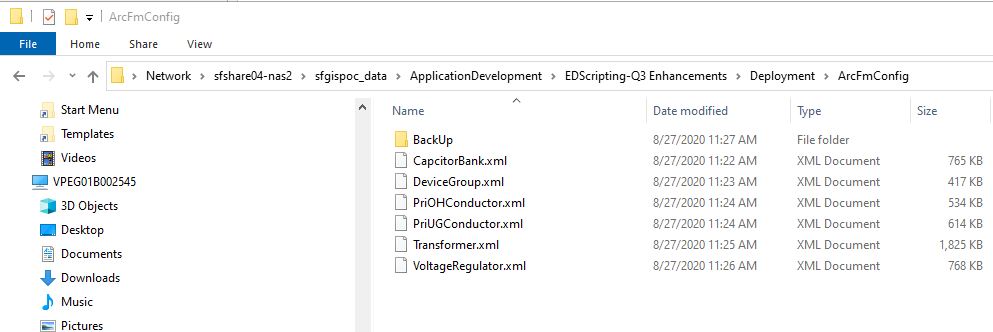 ArcFmConfig
File Home Share View
Network sfshare04-nas2 sfgispoc_data ApplicationDevelopment EDScripting-Q3 Enhancements Deployment ArcFmConfig
Start Menu
Templates
Videos
VPEG01B002545
3D Objects
Desktop
Documents
Downloads
Music
Pictures
Name Date modified Type Size
BackUp 8/27/2020 11:27 AM File folder
CapcitorBank.xml 8/27/2020 11:22 AM XML Document 765 KB
DeviceGroup.xml 8/27/2020 11:23 AM XML Document 417 KB
PriOHConductor.xml 8/27/2020 11:24 AM XML Document 534 KB
PriUGConductor.xml 8/27/2020 11:24 AM XML Document 614 KB
Transformer.xml 8/27/2020 11:25 AM XML Document 1,825 KB
VoltageRegulator.xml 8/27/2020 11:26 AM XML Document 768 KB